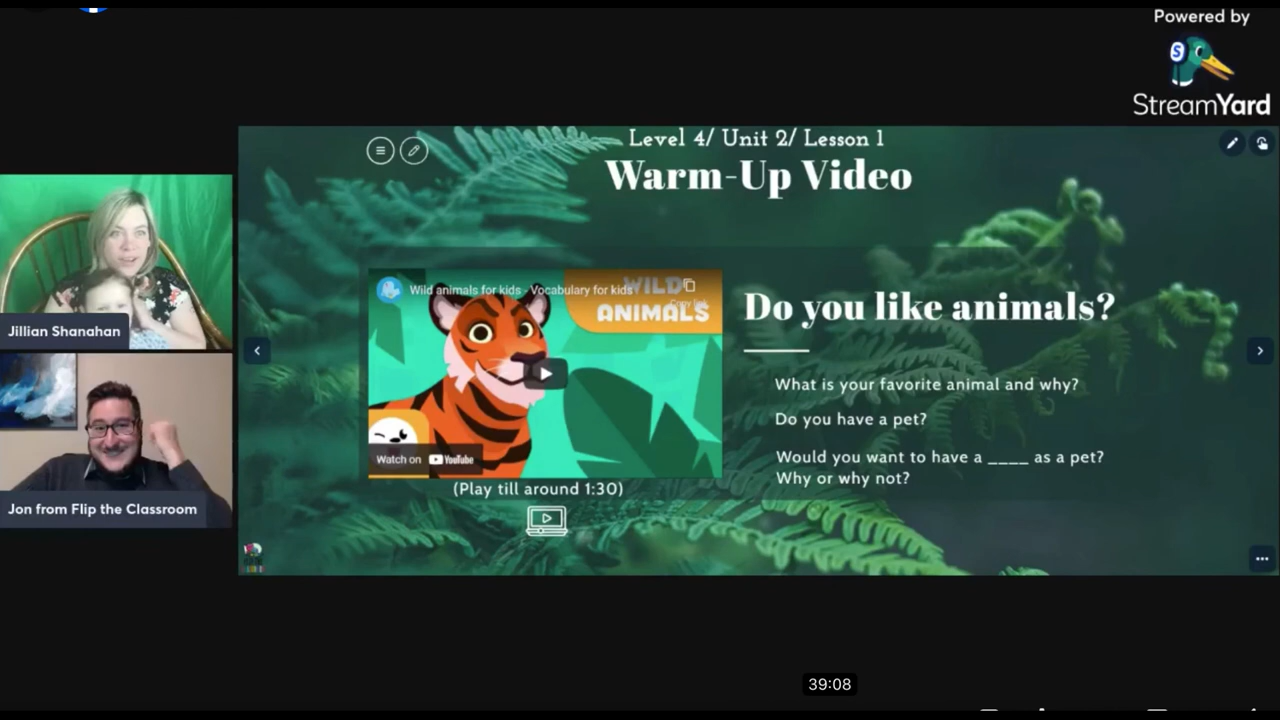 Powered by
S
StreamYard
Level 4/ Unit 2/ Lesson 1
Warm-Up Video
Wild animals for kids - Vocabulary for kids
WILD
ANIMALS
Copy link
Watch on YouTube
(Play till around 1:30)
Do you like animals?
What is your favorite animal and why?
Do you have a pet?
Would you want to have a ____ as a pet?
Why or why not?
Jillian Shanahan
Jon from Flip the Classroom
39:08